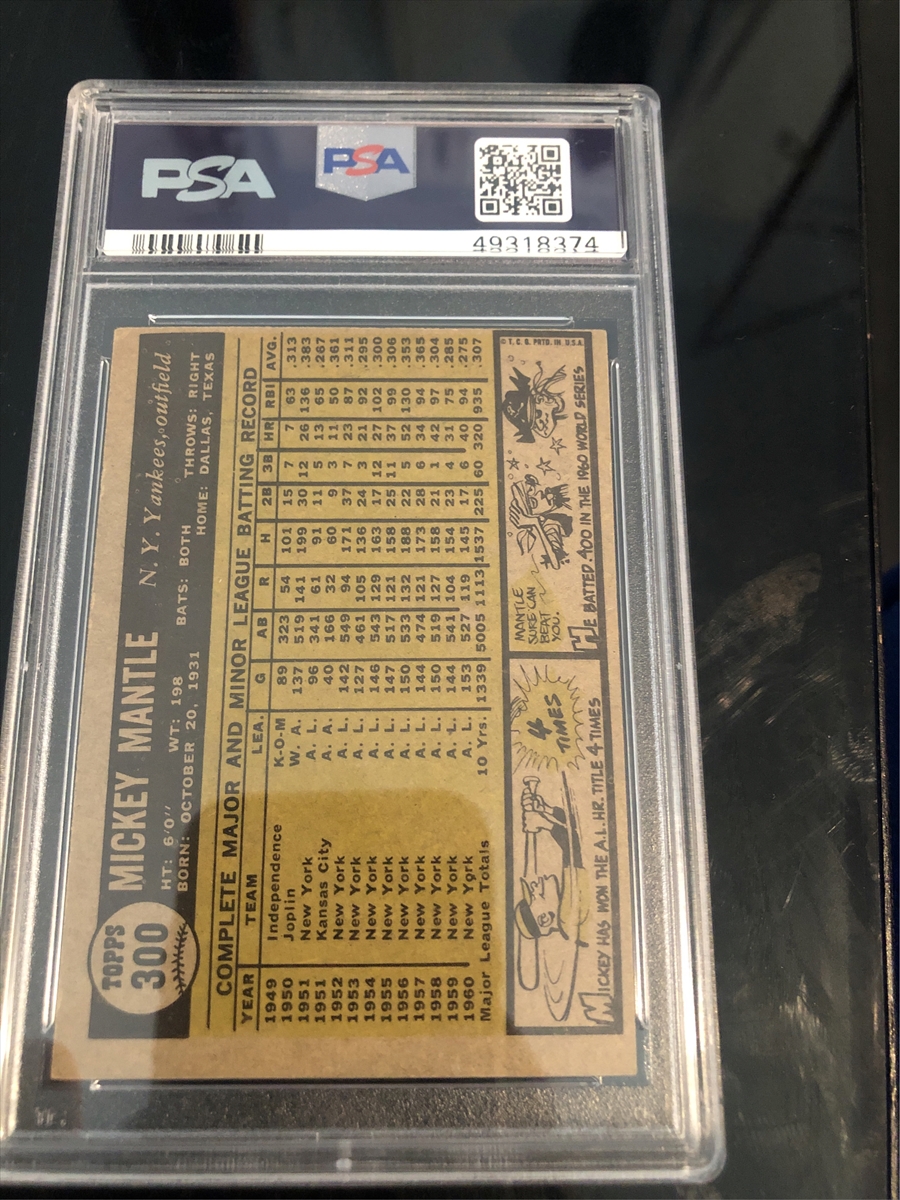 PSA
PSA
49318374
TOPPS
300
MICKEY MANTLE N. Y. Yankees, outfield
HT: 6'0" WT: 198 BATS: BOTH THROWS: RIGHT
BORN: OCTOBER 20, 1931 HOME: DALLAS, TEXAS
COMPLETE MAJOR AND MINOR LEAGUE BATTING RECORD
YEAR TEAM LEA. G AB R H 2B 3B HR RBI AVG.
1949 Independence K-O-M 89 323 54 101 15 7 7 63 .313
1950 Joplin W. A. 137 519 141 199 30 12 26 136 .383
1951 New York A. L. 96 341 61 91 11 5 13 65 .267
1951 Kansas City A. A. 40 166 32 60 9 3 11 50 .361
1952 New York A. L. 142 549 94 171 37 7 23 87 .311
1953 New York A. L. 127 461 105 136 24 3 21 92 .295
1954 New York A. L. 146 543 129 163 17 12 27 102 .300
1955 New York A. L. 147 517 121 158 25 11 37 99 .306
1956 New York A. L. 150 533 132 188 22 5 52 130 .353
1957 New York A. L. 144 474 121 173 28 6 34 94 .365
1958 New York A. L. 150 519 127 158 21 1 42 97 .304
1959 New York A. L. 144 541 104 154 23 4 31 75 .285
1960 New York A. L. 153 527 119 145 17 6 40 94 .275
Major League Totals 10 Yrs. 1339 5005 1113 1537 225 60 320 935 .307
4
TIMES
MICKEY HAS WON THE A.L. HR. TITLE 4 TIMES
MANTLE
SURE CAN
BEAT
YOU.
HE BATTED .400 IN THE 1960 WORLD SERIES
© T. C. G. PRTD. IN U.S.A.